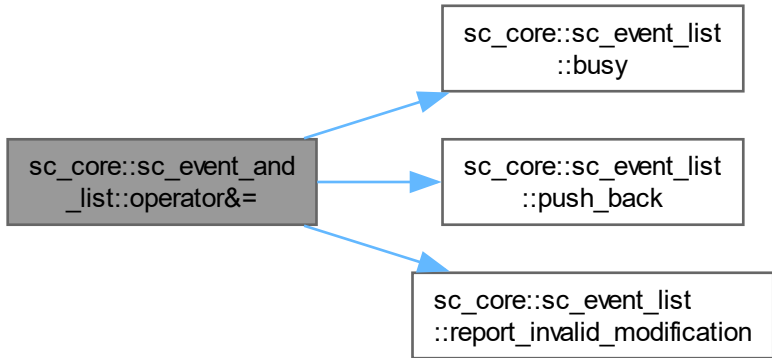 sc_core::sc_event_list
::busy
sc_core::sc_event_and
_list::operator&=
sc_core::sc_event_list
::push_back
sc_core::sc_event_list
::report_invalid_modification